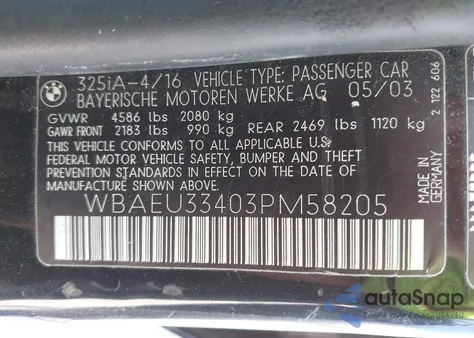 325iA-4/16 VEHICLE TYPE: PASSENGER CAR
BAYERISCHE MOTOREN WERKE AG 05/03
GVWR 4586 lbs 2080 kg
GAWR FRONT 2183 lbs 990 kg REAR 2469 lbs 1120 kg
THIS VEHICLE CONFORMS TO ALL APPLICABLE U.S.
FEDERAL MOTOR VEHICLE SAFETY, BUMPER AND THEFT
PREVENTION STANDARDS IN EFFECT ON THE DATE OF
MANUFACTURE SHOWN ABOVE.
WBAEU33403PM58205
MADE IN GERMANY
2 122 606
autoSnap